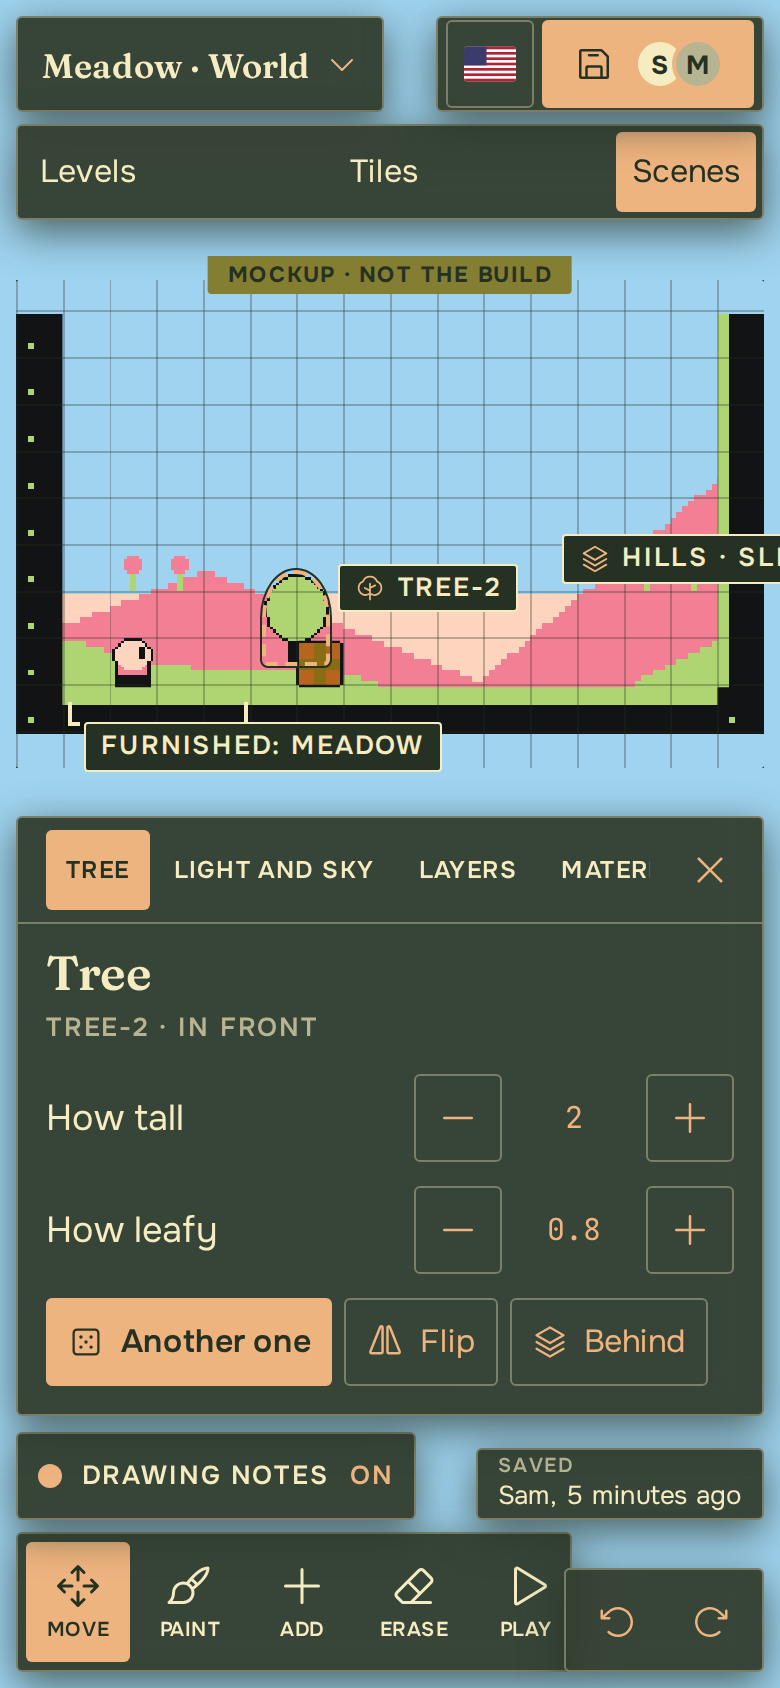 Meadow · World
S M
Levels
Tiles
Scenes
MOCKUP · NOT THE BUILD
HILLS · SL
TREE-2
FURNISHED: MEADOW
TREE
LIGHT AND SKY
LAYERS
MATER
Tree
TREE-2 · IN FRONT
How tall
2
How leafy
0.8
Another one
Flip
Behind
DRAWING NOTES ON
SAVED
Sam, 5 minutes ago
MOVE
PAINT
ADD
ERASE
PLAY